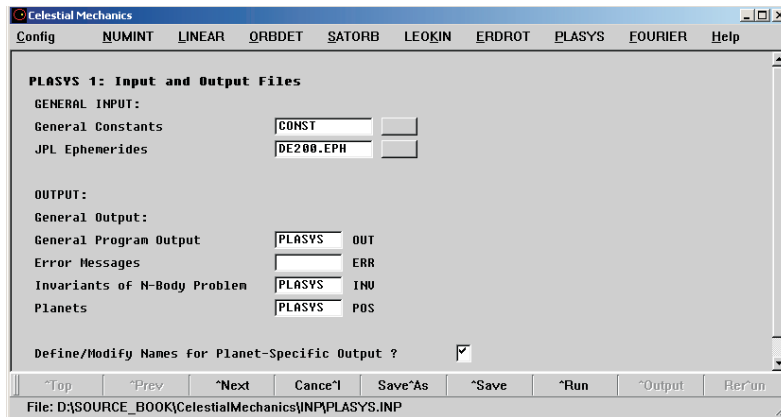 Celestial Mechanics
Config NUMINT LINEAR ORBDET SATORB LEOKIN ERDROT PLASYS FOURIER Help
PLASYS 1: Input and Output Files
GENERAL INPUT:
General Constants CONST
JPL Ephemerides DE200.EPH
OUTPUT:
General Output:
General Program Output PLASYS OUT
Error Messages ERR
Invariants of N-Body Problem PLASYS INV
Planets PLASYS POS
Define/Modify Names for Planet-Specific Output ?
^Top ^Prev ^Next Cance^l Save^As ^Save ^Run ^Output Rer^un
File: D:\SOURCE_BOOK\CelestialMechanics\INP\PLASYS.INP